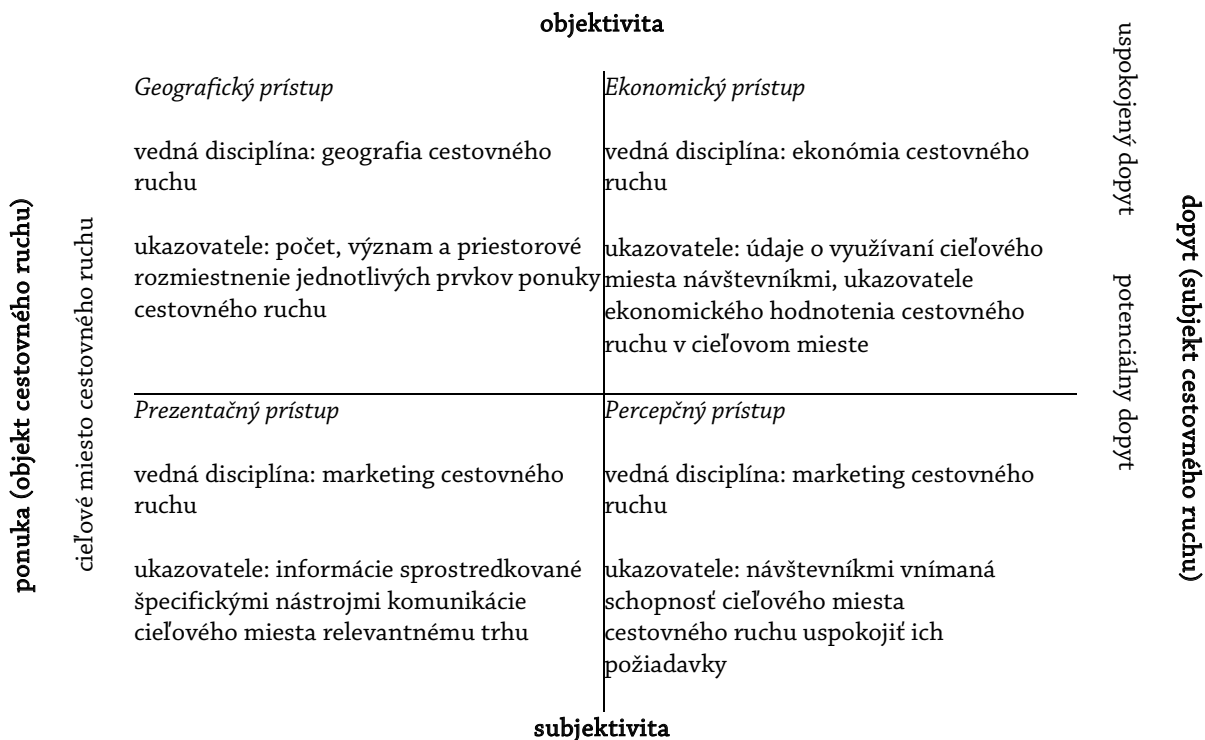 objektivita
ponuka (objekt cestovného ruchu)
cieľové miesto cestovného ruchu
Geografický prístup
vedná disciplína: geografia cestovného
ruchu
ukazovatele: počet, význam a priestorové
rozmiestnenie jednotlivých prvkov ponuky
cestovného ruchu
Ekonomický prístup
vedná disciplína: ekonómia cestovného
ruchu
ukazovatele: údaje o využívaní cieľového
miesta návštevníkmi, ukazovatele
ekonomického hodnotenia cestovného
ruchu v cieľovom mieste
Prezentačný prístup
vedná disciplína: marketing cestovného
ruchu
ukazovatele: informácie sprostredkované
špecifickými nástrojmi komunikácie
cieľového miesta relevantnému trhu
Percepčný prístup
vedná disciplína: marketing cestovného
ruchu
ukazovatele: návštevníkmi vnímaná
schopnosť cieľového miesta
cestovného ruchu uspokojiť ich
požiadavky
uspokojený dopyt
potenciálny dopyt
dopyt (subjekt cestovného ruchu)
subjektivita